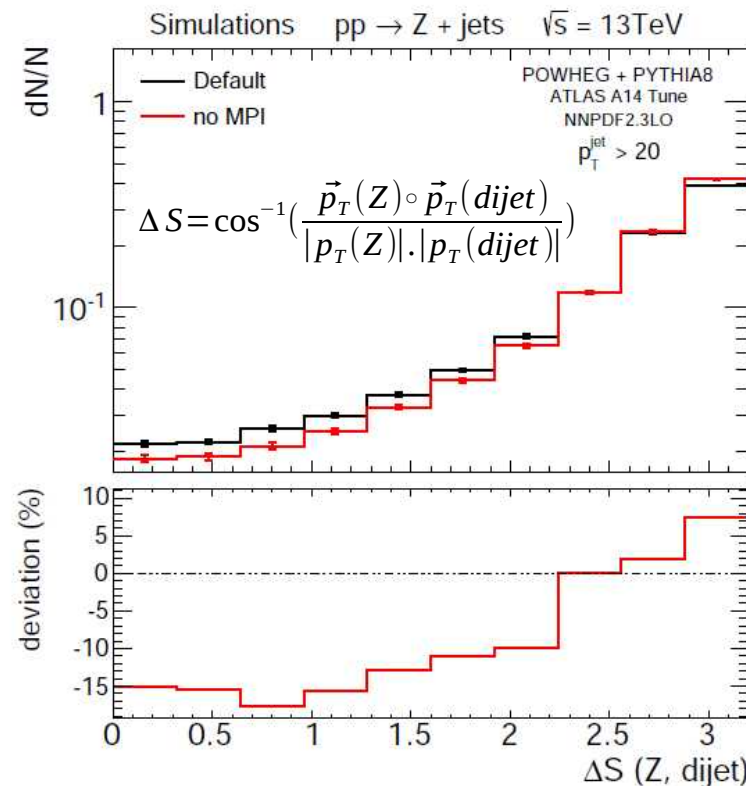 Simulations pp → Z + jets √s = 13TeV
dN/N
1
10⁻¹
Default
no MPI
POWHEG + PYTHIA8
ATLAS A14 Tune
NNPDF2.3LO
p_T^jet > 20
ΔS=cos⁻¹(p⃗_T(Z)∘p⃗_T(dijet)/|p_T(Z)|.|p_T(dijet)|)
deviation (%)
10
5
0
-5
-10
-15
0 0.5 1 1.5 2 2.5 3
ΔS (Z, dijet)